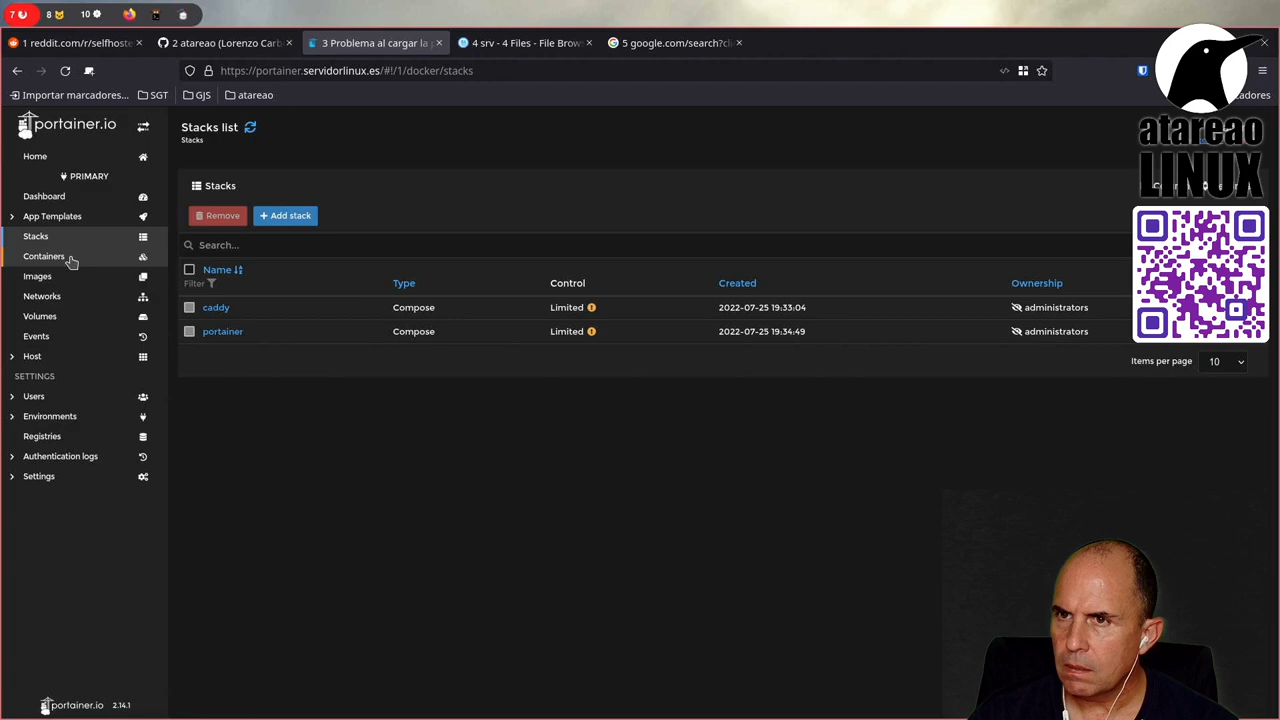 7
8
10
1 reddit.com/r/selfhoste
2 atareao (Lorenzo Carb
3 Problema al cargar la p
4 srv - 4 Files - File Brow
5 google.com/search?cli
https://portainer.servidorlinux.es/#!/1/docker/stacks
Importar marcadores...
SGT
GJS
atareao
portainer.io
Stacks list
Stacks
Home
PRIMARY
Dashboard
App Templates
Stacks
Containers
Images
Networks
Volumes
Events
Host
SETTINGS
Users
Environments
Registries
Authentication logs
Settings
portainer.io 2.14.1
Stacks
Remove
+ Add stack
Search...
Name
Filter
Type
Control
Created
Ownership
caddy
Compose
Limited
2022-07-25 19:33:04
administrators
portainer
Compose
Limited
2022-07-25 19:34:49
administrators
Items per page
10
atareao
LINUX